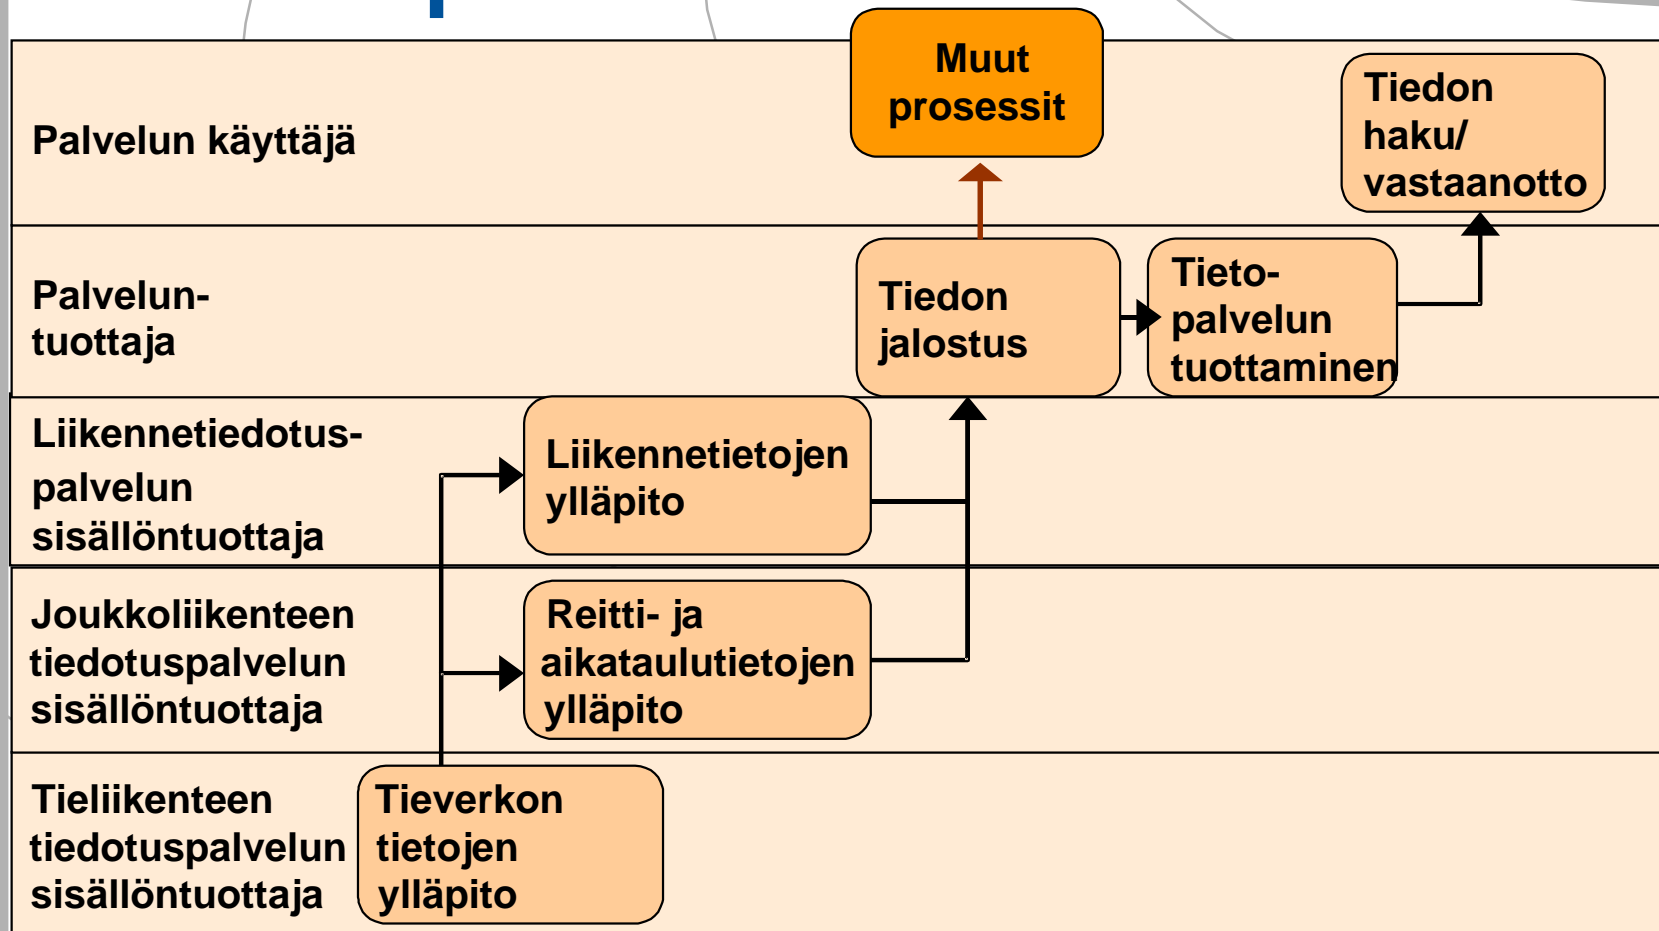 Muut
prosessit
Tiedon
haku/
vastaanotto
Palvelun käyttäjä
Palvelun-
tuottaja
Tiedon
jalostus
Tieto-
palvelun
tuottaminen
Liikennetiedotus-
palvelun
sisällöntuottaja
Liikennetietojen
ylläpito
Joukkoliikenteen
tiedotuspalvelun
sisällöntuottaja
Reitti- ja
aikataulutietojen
ylläpito
Tieliikenteen
tiedotuspalvelun
sisällöntuottaja
Tieverkon
tietojen
ylläpito